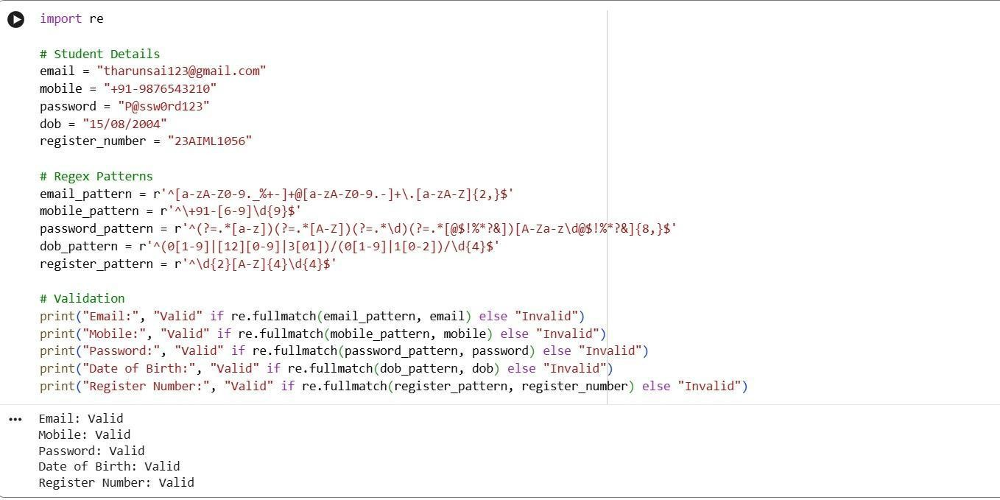 import re
# Student Details
email = "tharunsai123@gmail.com"
mobile = "+91-9876543210"
password = "P@ssw0rd123"
dob = "15/08/2004"
register_number = "23AIML1056"
# Regex Patterns
email_pattern = r'^[a-zA-Z0-9._%+-]+@[a-zA-Z0-9.-]+\.[a-zA-Z]{2,}$'
mobile_pattern = r'^\+91-[6-9]\d{9}$'
password_pattern = r'^(?=.*[a-z])(?=.*[A-Z])(?=.*\d)(?=.*[@$!%*?&])[A-Za-z\d@$!%*?&]{8,}$'
dob_pattern = r'^(0[1-9]|[12][0-9]|3[01])/(0[1-9]|1[0-2])/\d{4}$'
register_pattern = r'^\d{2}[A-Z]{4}\d{4}$'
# Validation
print("Email:", "Valid" if re.fullmatch(email_pattern, email) else "Invalid")
print("Mobile:", "Valid" if re.fullmatch(mobile_pattern, mobile) else "Invalid")
print("Password:", "Valid" if re.fullmatch(password_pattern, password) else "Invalid")
print("Date of Birth:", "Valid" if re.fullmatch(dob_pattern, dob) else "Invalid")
print("Register Number:", "Valid" if re.fullmatch(register_pattern, register_number) else "Invalid")
Email: Valid
Mobile: Valid
Password: Valid
Date of Birth: Valid
Register Number: Valid